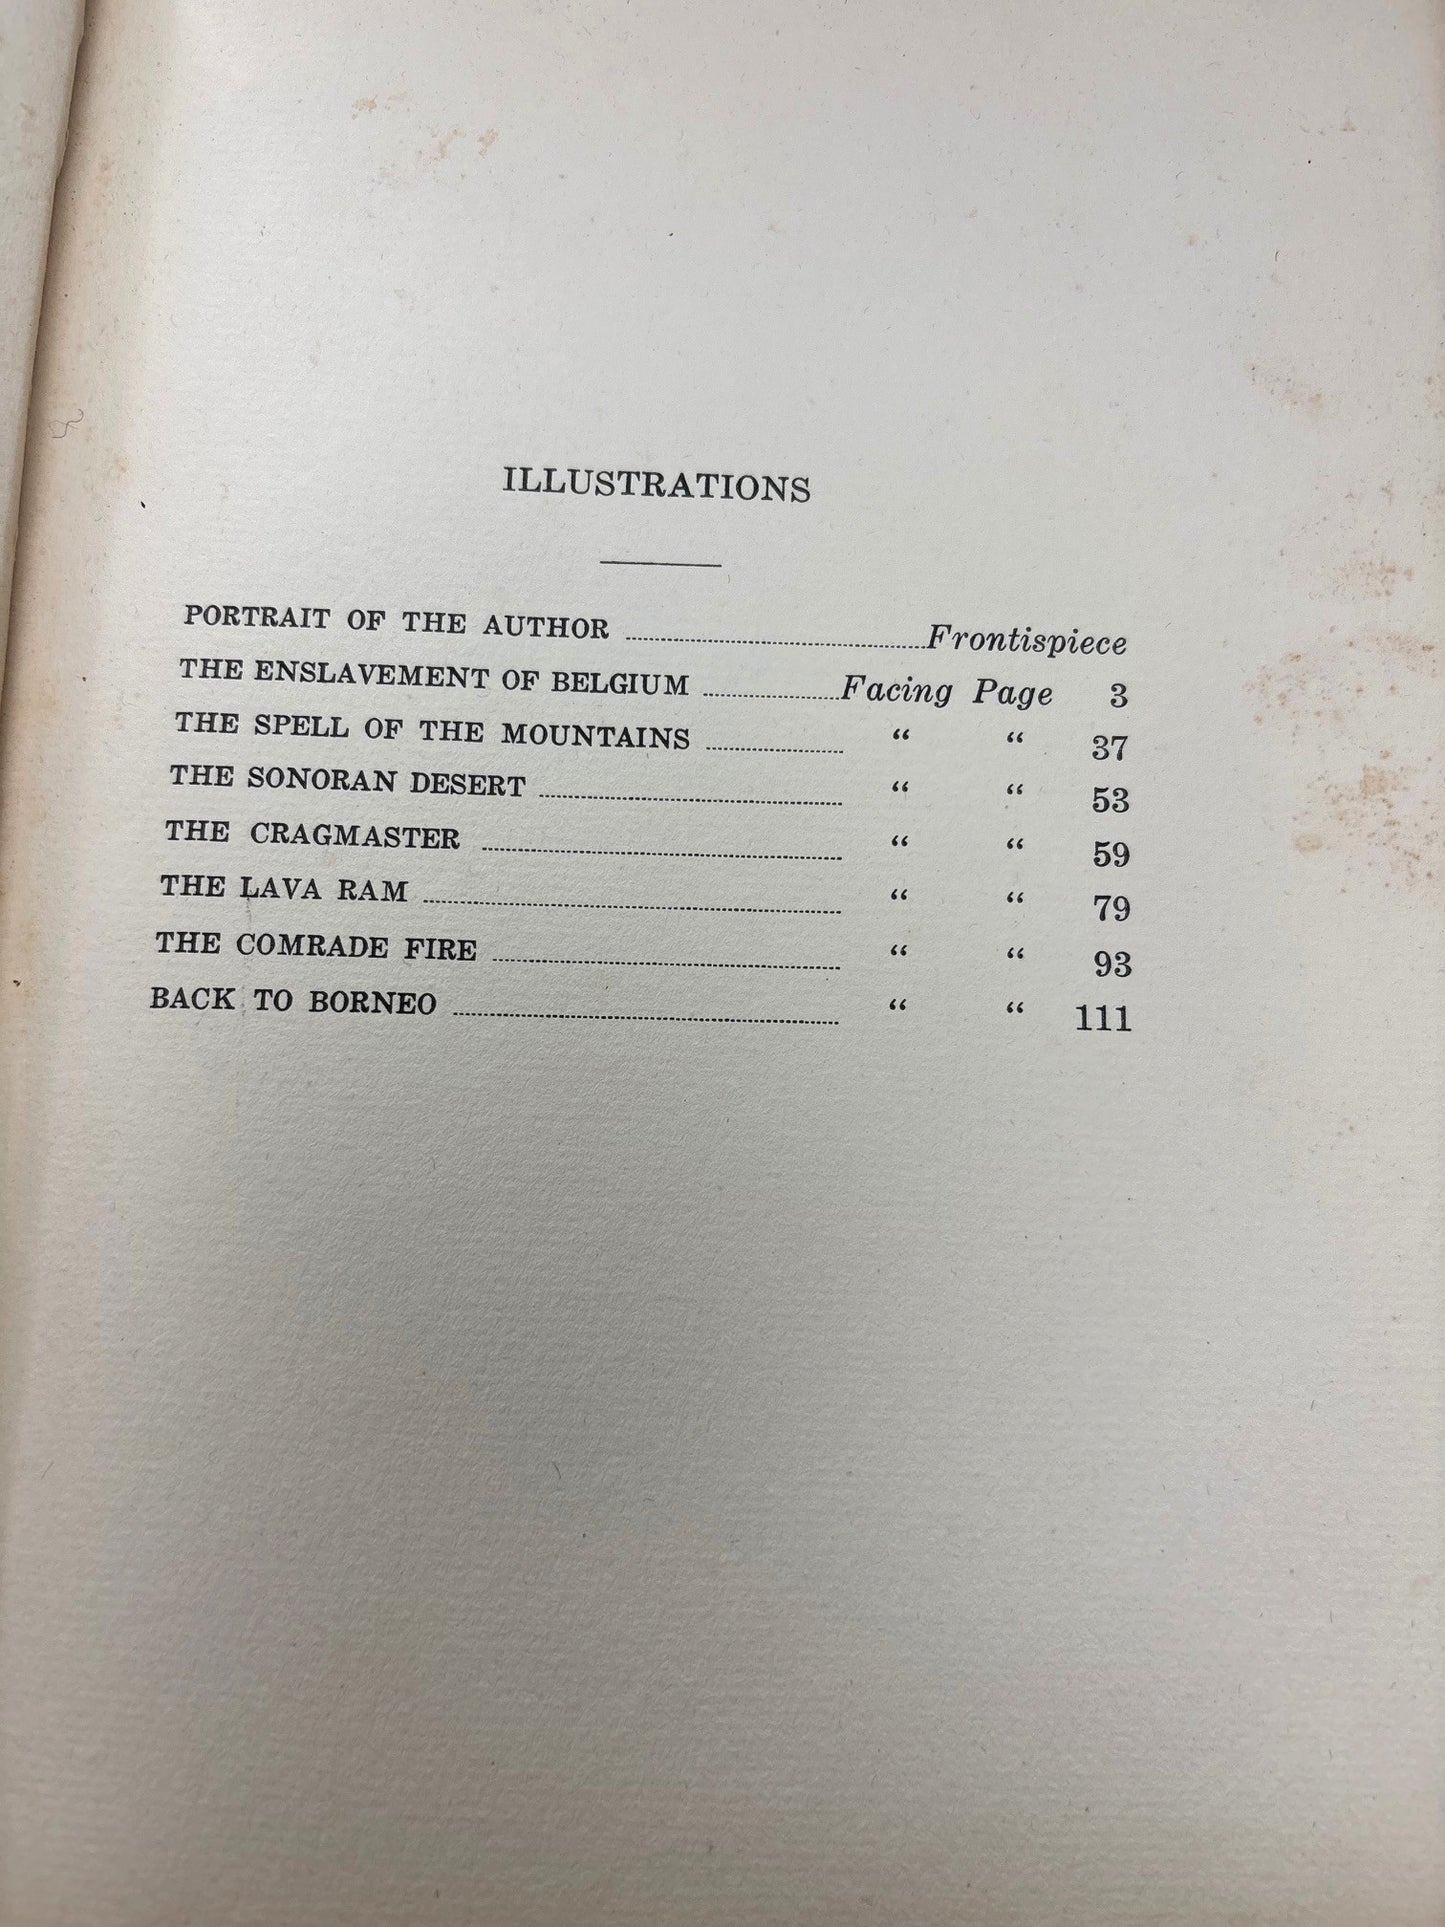 ILLUSTRATIONS
PORTRAIT OF THE AUTHOR ........ Frontispiece
THE ENSLAVEMENT OF BELGIUM ........ Facing Page 3
THE SPELL OF THE MOUNTAINS ........ “ “ 37
THE SONORAN DESERT ........ “ “ 53
THE CRAGMASTER ........ “ “ 59
THE LAVA RAM ........ “ “ 79
THE COMRADE FIRE ........ “ “ 93
BACK TO BORNEO ........ “ “ 111